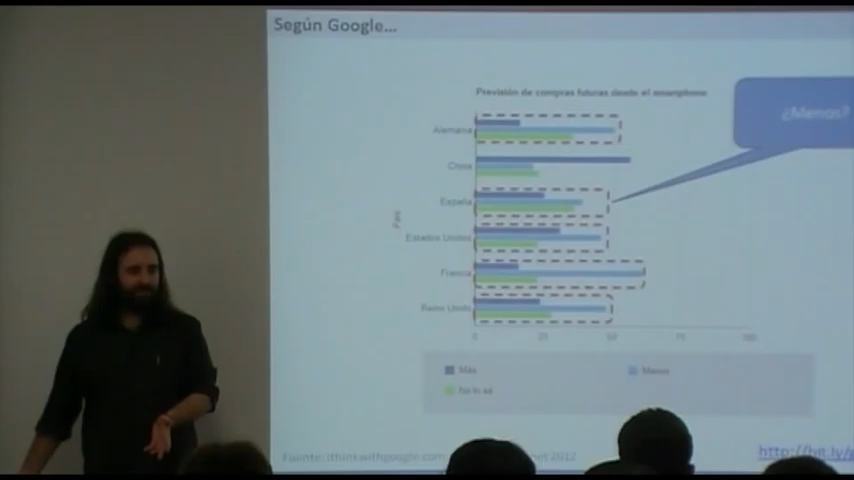 Según Google...
Previsión de compras futuras desde el smartphone
¿Menos?
Alemania
China
España
Estados Unidos
Francia
Reino Unido
País
0 25 50 75 100
Más Menos
No lo sé
Fuente: thinkwithgoogle.com 2012
http://bit.ly/